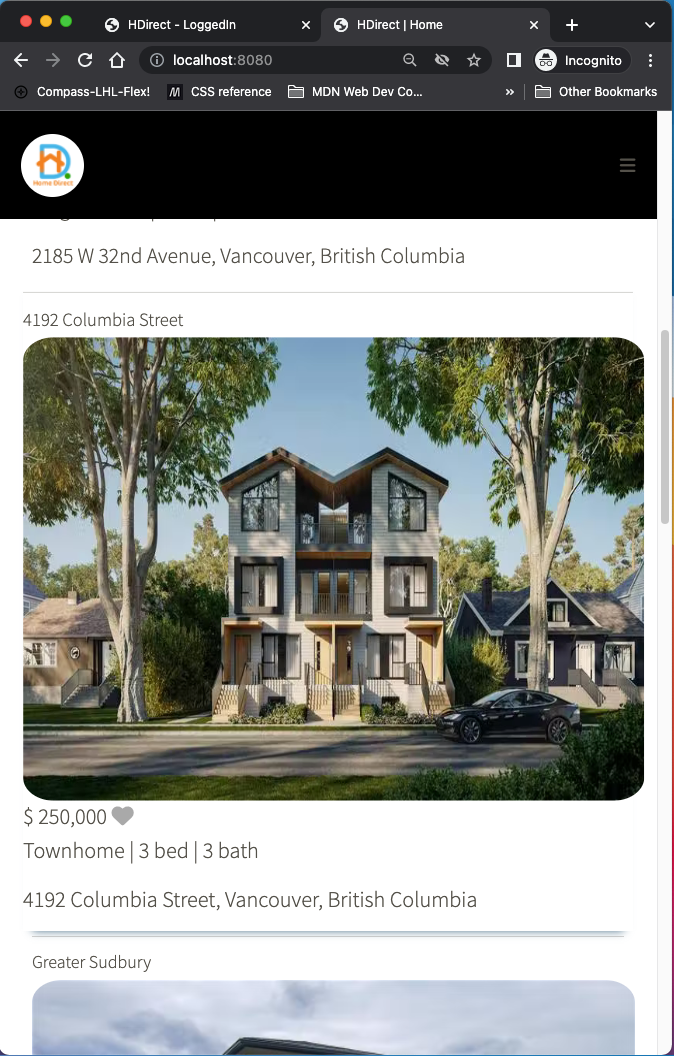 HDirect - LoggedIn
HDirect | Home
localhost:8080
Incognito
Compass-LHL-Flex!
CSS reference
MDN Web Dev Co...
»
Other Bookmarks
Home Direct
2185 W 32nd Avenue, Vancouver, British Columbia
4192 Columbia Street
$ 250,000
Townhome | 3 bed | 3 bath
4192 Columbia Street, Vancouver, British Columbia
Greater Sudbury